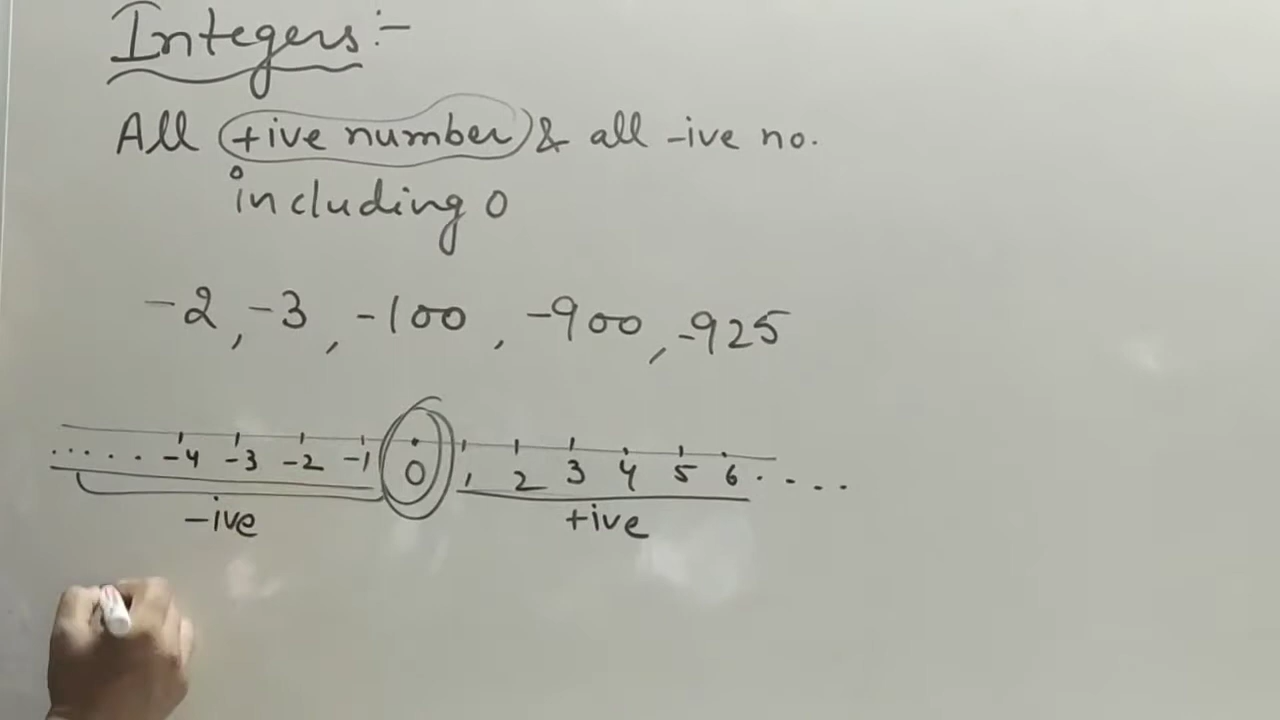 Integers:-
All +ive number & all -ive no.
including 0
-2, -3, -100, -900, -925
..... -4 -3 -2 -1 0 1 2 3 4 5 6 ....
-ive +ive